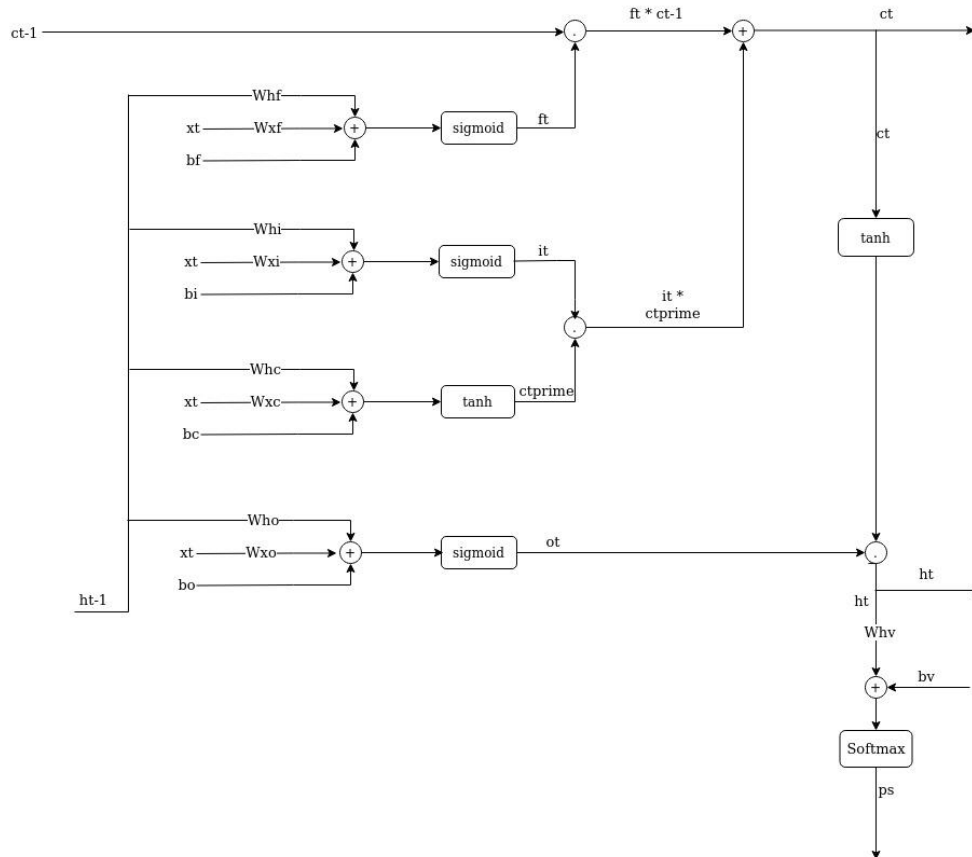 ft * ct-1
ct
ct-1
.
+
Whf
xt
Wxf
+
sigmoid
ft
bf
ct
Whi
tanh
xt
Wxi
+
sigmoid
it
bi
it *
ctprime
.
Whc
xt
Wxc
+
tanh
ctprime
bc
Who
xt
Wxo
+
sigmoid
ot
.
bo
ht
ht-1
ht
Whv
+
bv
Softmax
ps